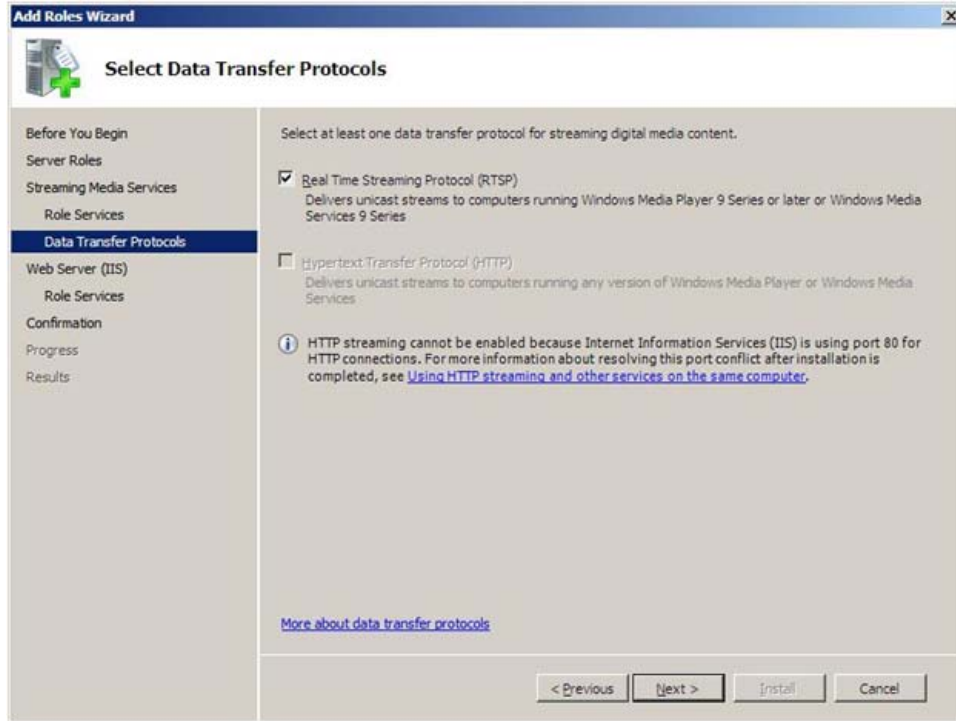 Add Roles Wizard
Select Data Transfer Protocols
Before You Begin
Server Roles
Streaming Media Services
Role Services
Data Transfer Protocols
Web Server (IIS)
Role Services
Confirmation
Progress
Results
Select at least one data transfer protocol for streaming digital media content.
Real Time Streaming Protocol (RTSP)
Delivers unicast streams to computers running Windows Media Player 9 Series or later or Windows Media
Services 9 Series
Hypertext Transfer Protocol (HTTP)
Delivers unicast streams to computers running any version of Windows Media Player or Windows Media
Services
HTTP streaming cannot be enabled because Internet Information Services (IIS) is using port 80 for
HTTP connections. For more information about resolving this port conflict after installation is
completed, see Using HTTP streaming and other services on the same computer.
More about data transfer protocols
< Previous
Next >
Install
Cancel